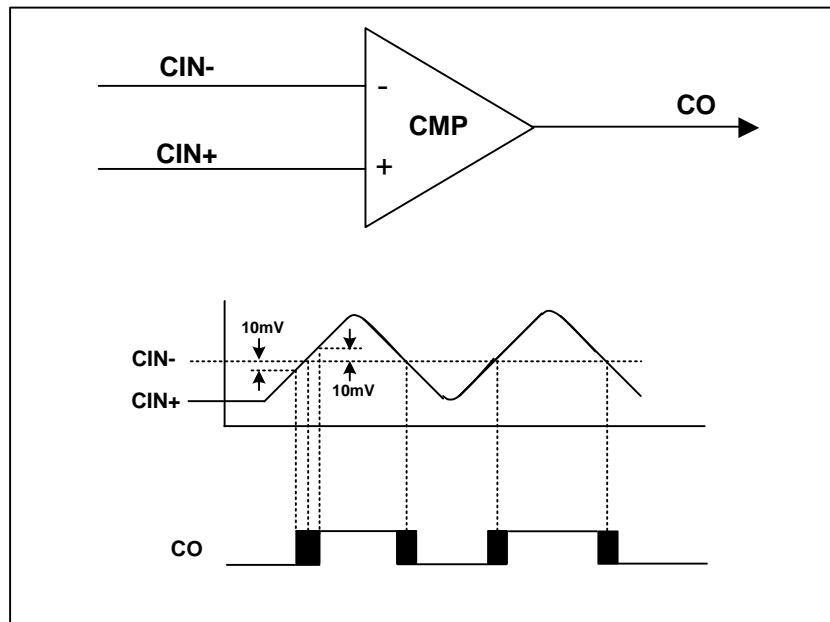 CIN-
-
CO
CMP
CIN+
+
10mV
CIN-
10mV
CIN+
CO